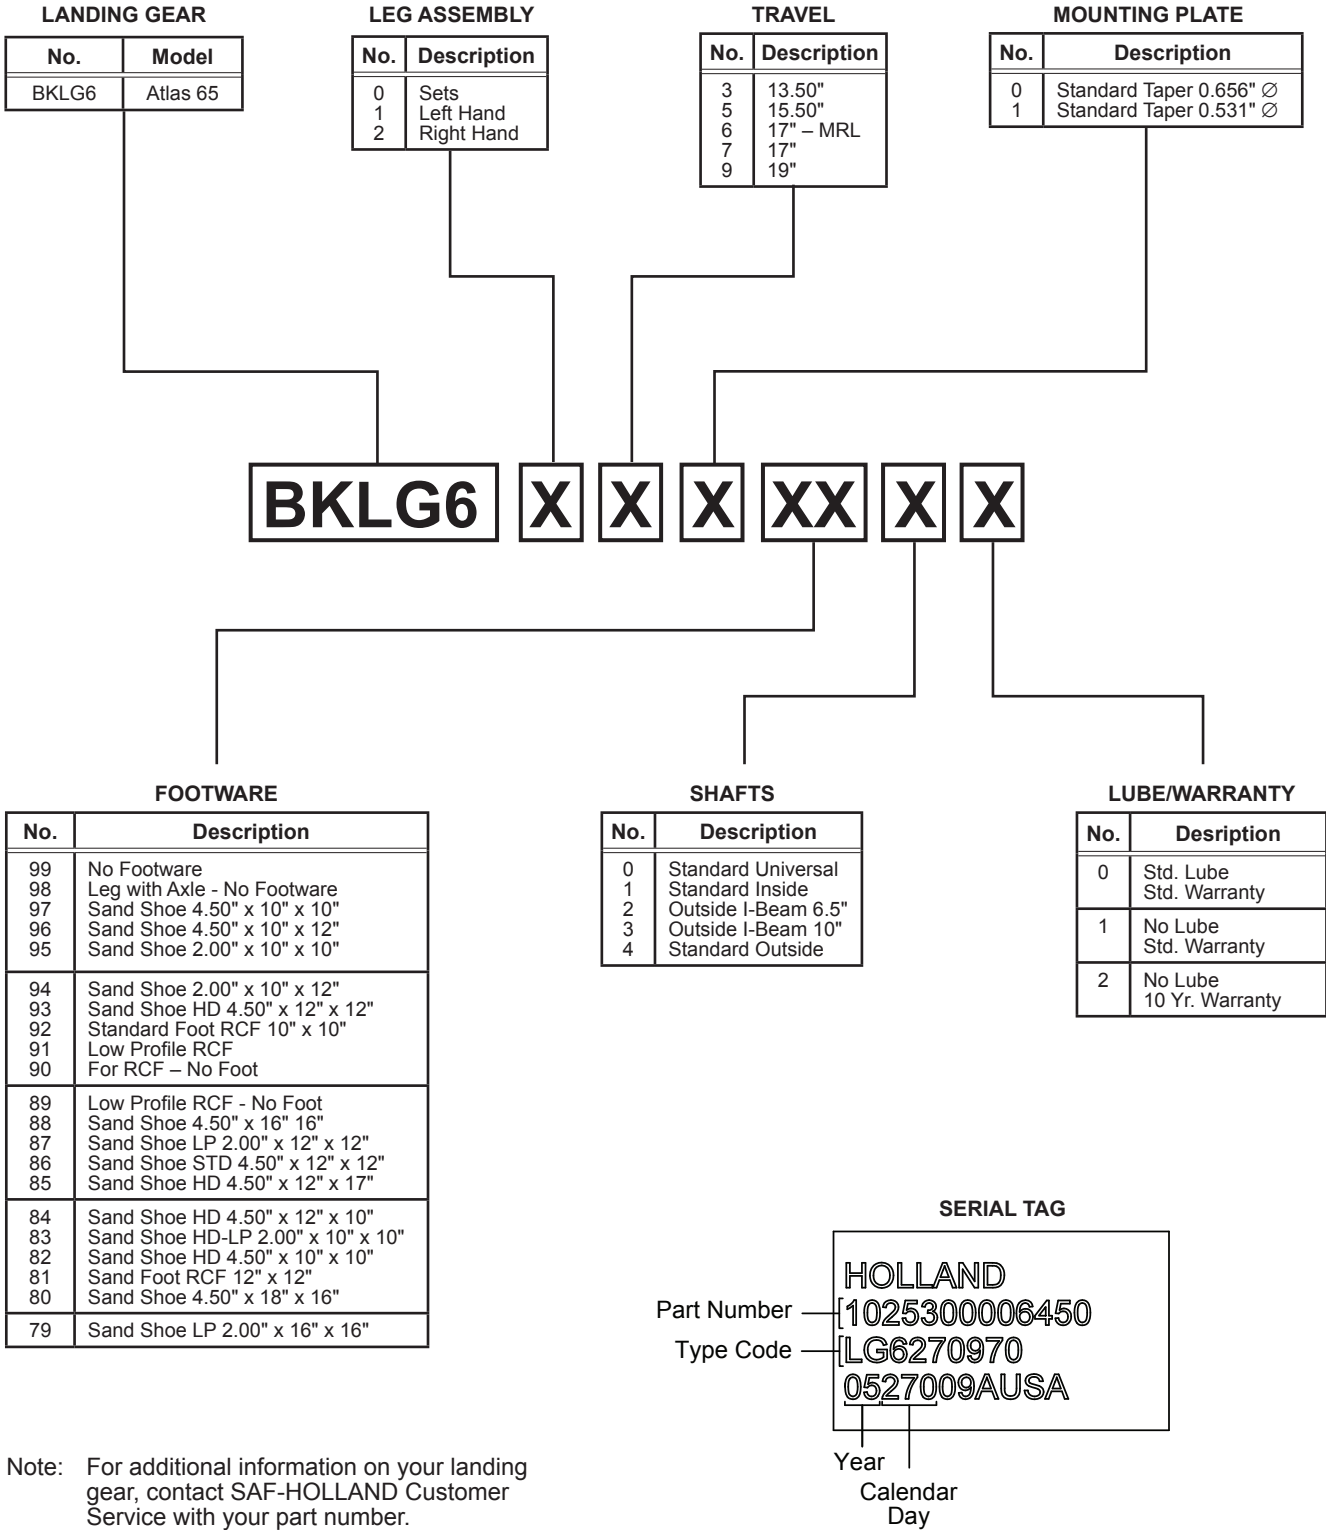 LANDING GEAR
No. Model
BKLG6 Atlas 65
LEG ASSEMBLY
No. Description
0 Sets
1 Left Hand
2 Right Hand
TRAVEL
No. Description
3 13.50"
5 15.50"
6 17" – MRL
7 17"
9 19"
MOUNTING PLATE
No. Description
0 Standard Taper 0.656" ∅
1 Standard Taper 0.531" ∅
BKLG6 X X X XX X X
FOOTWARE
No. Description
99 No Footware
98 Leg with Axle - No Footware
97 Sand Shoe 4.50" x 10" x 10"
96 Sand Shoe 4.50" x 10" x 12"
95 Sand Shoe 2.00" x 10" x 10"
94 Sand Shoe 2.00" x 10" x 12"
93 Sand Shoe HD 4.50" x 12" x 12"
92 Standard Foot RCF 10" x 10"
91 Low Profile RCF
90 For RCF – No Foot
89 Low Profile RCF - No Foot
88 Sand Shoe 4.50" x 16" 16"
87 Sand Shoe LP 2.00" x 12" x 12"
86 Sand Shoe STD 4.50" x 12" x 12"
85 Sand Shoe HD 4.50" x 12" x 17"
84 Sand Shoe HD 4.50" x 12" x 10"
83 Sand Shoe HD-LP 2.00" x 10" x 10"
82 Sand Shoe HD 4.50" x 10" x 10"
81 Sand Foot RCF 12" x 12"
80 Sand Shoe 4.50" x 18" x 16"
79 Sand Shoe LP 2.00" x 16" x 16"
SHAFTS
No. Description
0 Standard Universal
1 Standard Inside
2 Outside I-Beam 6.5"
3 Outside I-Beam 10"
4 Standard Outside
LUBE/WARRANTY
No. Desription
0 Std. Lube
Std. Warranty
1 No Lube
Std. Warranty
2 No Lube
10 Yr. Warranty
SERIAL TAG
HOLLAND
Part Number 1025300006450
Type Code LG6270970
0527009AUSA
Year
Calendar
Day
Note: For additional information on your landing
gear, contact SAF-HOLLAND Customer
Service with your part number.